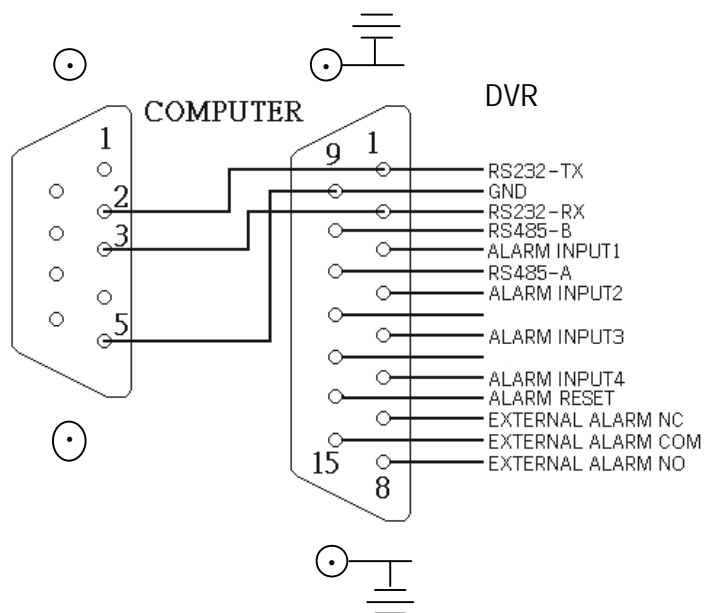 DVR
COMPUTER
1
9 1
RS232-TX
GND
2
RS232-RX
RS485-B
3
ALARM INPUT1
RS485-A
ALARM INPUT2
5
ALARM INPUT3
ALARM INPUT4
ALARM RESET
EXTERNAL ALARM NC
EXTERNAL ALARM COM
15
EXTERNAL ALARM NO
8